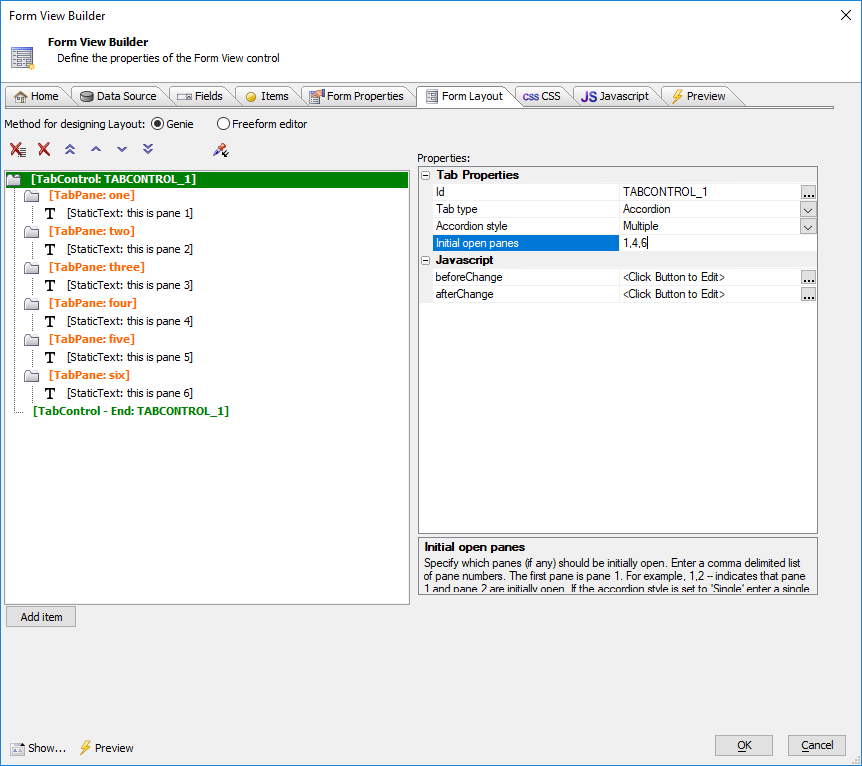 Form View Builder
Form View Builder
Define the properties of the Form View control
Home Data Source Fields Items Form Properties Form Layout CSS CSS JS Javascript Preview
Method for designing Layout: Genie Freeform editor
Properties:
[TabControl: TABCONTROL_1]
[TabPane: one]
T [StaticText: this is pane 1]
[TabPane: two]
T [StaticText: this is pane 2]
[TabPane: three]
T [StaticText: this is pane 3]
[TabPane: four]
T [StaticText: this is pane 4]
[TabPane: five]
T [StaticText: this is pane 5]
[TabPane: six]
T [StaticText: this is pane 6]
[TabControl - End: TABCONTROL_1]
Tab Properties
Id TABCONTROL_1 ...
Tab type Accordion
Accordion style Multiple
Initial open panes 1,4,6
Javascript
beforeChange <Click Button to Edit> ...
afterChange <Click Button to Edit> ...
Initial open panes
Specify which panes (if any) should be initially open. Enter a comma delimited list
of pane numbers. The first pane is pane 1. For example, 1,2 -- indicates that pane
1 and pane 2 are initially open. If the accordion style is set to 'Single' enter a single
Add item
Show... Preview
OK Cancel